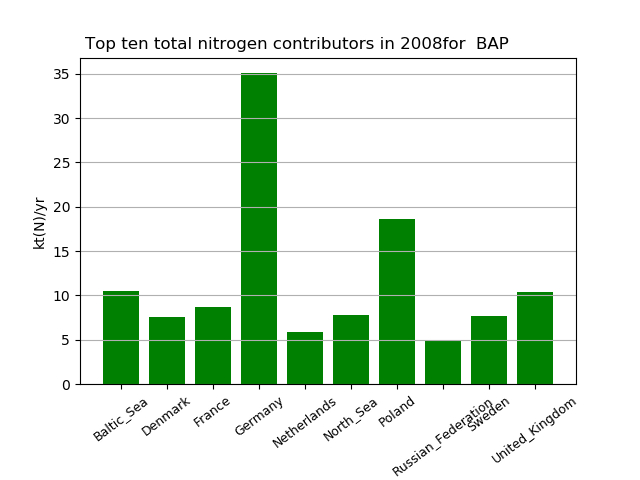 Top ten total nitrogen contributors in 2008for  BAP
kt(N)/yr
35
30
25
20
15
10
5
0
Baltic_Sea
Denmark
France
Germany
Netherlands
North_Sea
Poland
Russian_Federation
Sweden
United_Kingdom